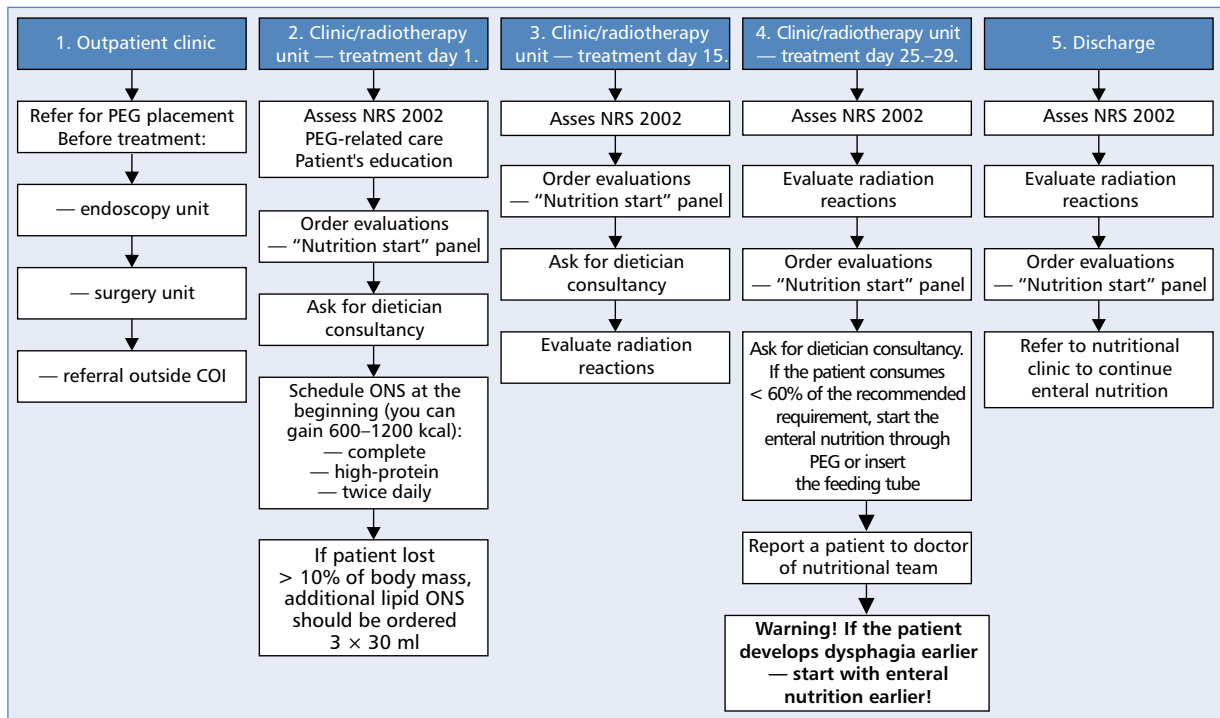 1. Outpatient clinic
Refer for PEG placement
Before treatment:
— endoscopy unit
— surgery unit
— referral outside COI
2. Clinic/radiotherapy
unit — treatment day 1.
Assess NRS 2002
PEG-related care
Patient's education
Order evaluations
— “Nutrition start” panel
Ask for dietician
consultancy
Schedule ONS at the
beginning (you can
gain 600–1200 kcal):
— complete
— high-protein
— twice daily
If patient lost
> 10% of body mass,
additional lipid ONS
should be ordered
3 × 30 ml
3. Clinic/radiotherapy
unit — treatment day 15.
Asses NRS 2002
Order evaluations
— “Nutrition start” panel
Ask for dietician
consultancy
Evaluate radiation
reactions
4. Clinic/radiotherapy unit
— treatment day 25.–29.
Asses NRS 2002
Evaluate radiation
reactions
Order evaluations
— “Nutrition start” panel
Ask for dietician consultancy.
If the patient consumes
< 60% of the recommended
requirement, start the
enteral nutrition through
PEG or insert
the feeding tube
Report a patient to doctor
of nutritional team
Warning! If the patient
develops dysphagia earlier
— start with enteral
nutrition earlier!
5. Discharge
Asses NRS 2002
Evaluate radiation
reactions
Order evaluations
— “Nutrition start” panel
Refer to nutritional
clinic to continue
enteral nutrition